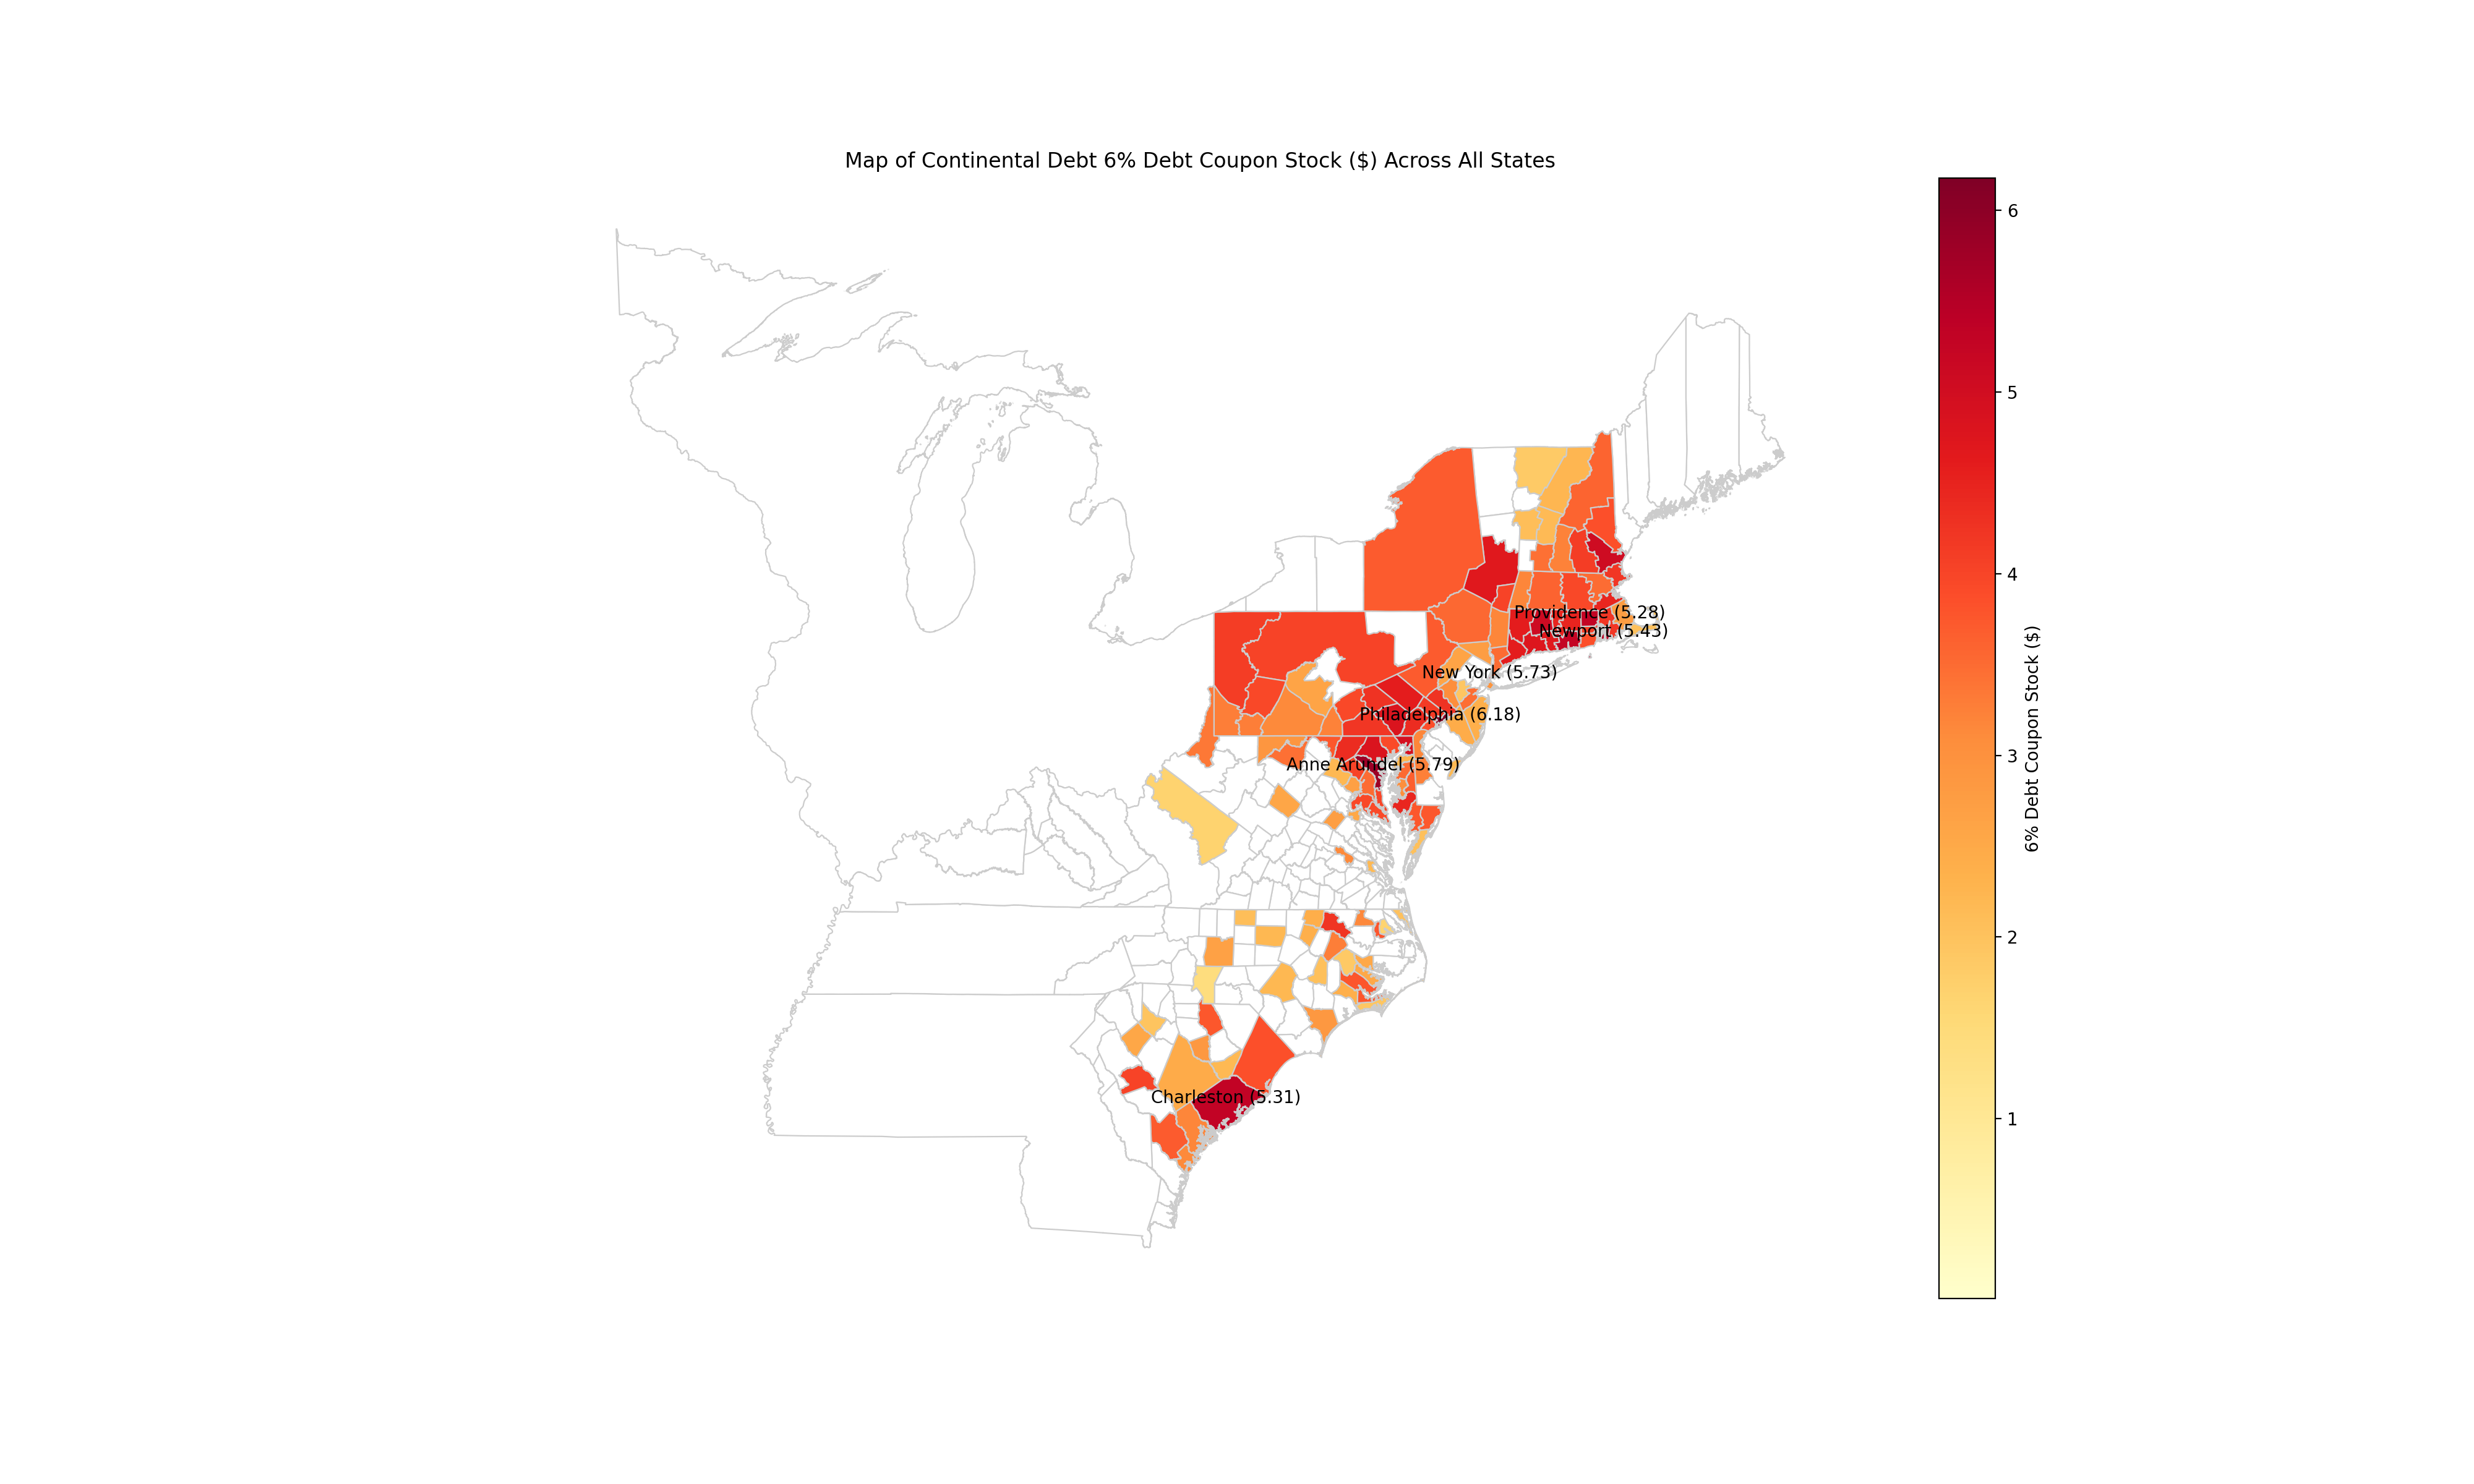 Map of Continental Debt 6% Debt Coupon Stock ($) Across All States
6
5
4
3
2
1
6% Debt Coupon Stock ($)
Providence (5.28)
Newport (5.43)
New York (5.73)
Philadelphia (6.18)
Anne Arundel (5.79)
Charleston (5.31)